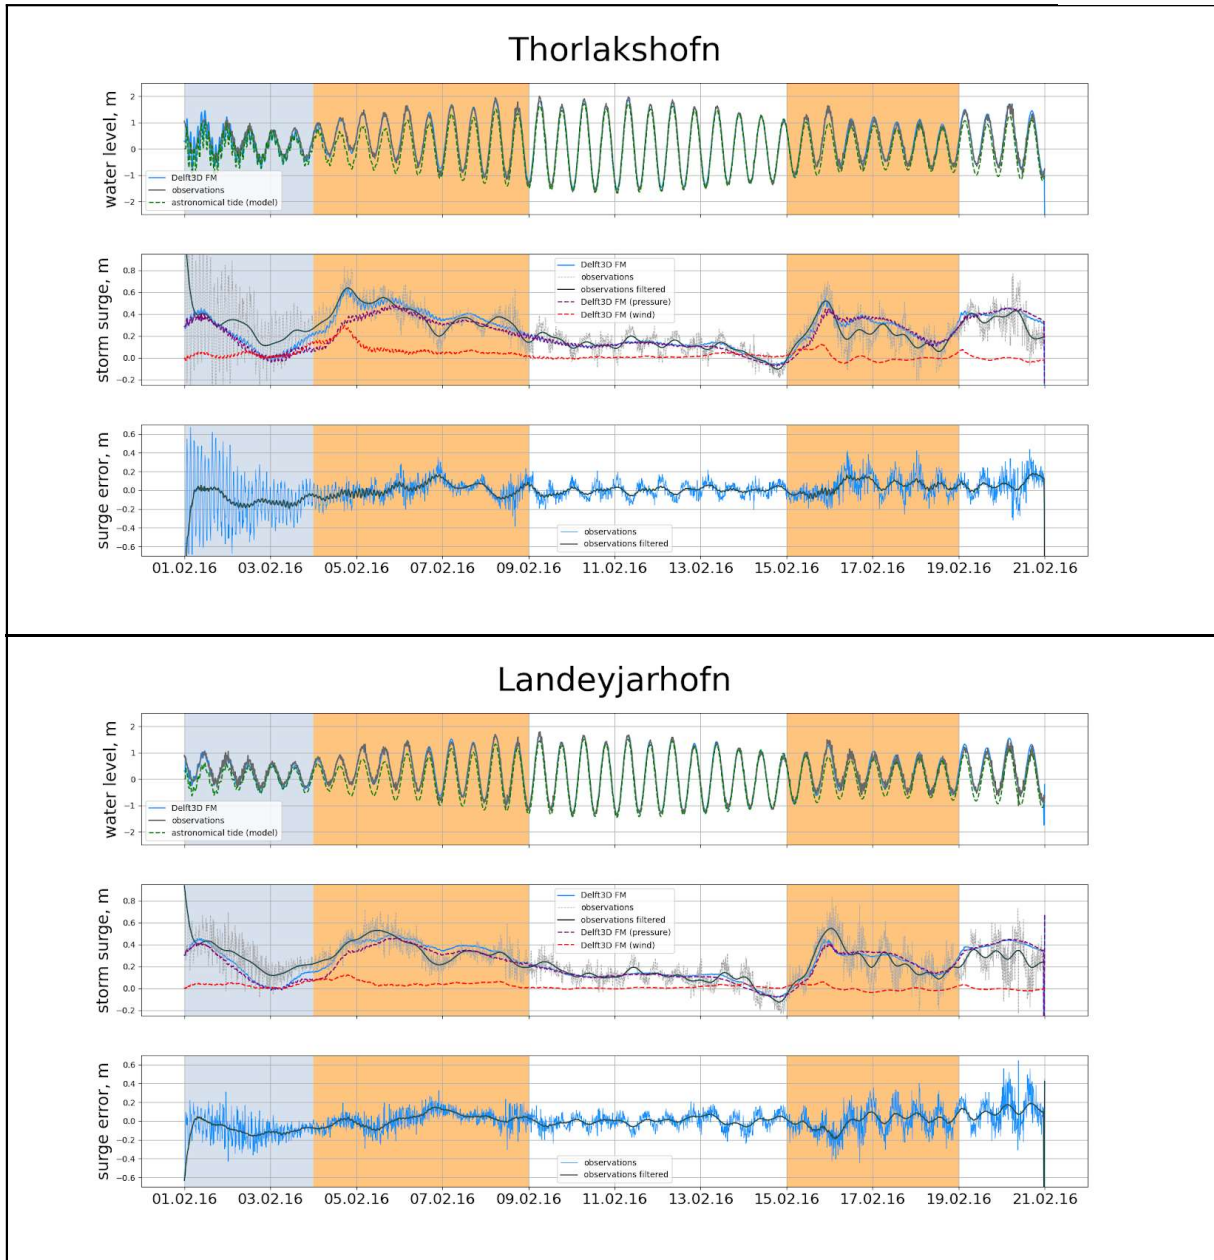 Thorlakshofn
water level, m
2
1
0
−1
−2
Delft3D FM
observations
astronomical tide (model)
storm surge, m
0.8
0.6
0.4
0.2
0.0
−0.2
Delft3D FM
observations
observations filtered
Delft3D FM (pressure)
Delft3D FM (wind)
surge error, m
0.6
0.4
0.2
0.0
−0.2
−0.4
−0.6
observations
observations filtered
01.02.16 03.02.16 05.02.16 07.02.16 09.02.16 11.02.16 13.02.16 15.02.16 17.02.16 19.02.16 21.02.16
Landeyjarhofn
water level, m
2
1
0
−1
−2
Delft3D FM
observations
astronomical tide (model)
storm surge, m
0.8
0.6
0.4
0.2
0.0
−0.2
Delft3D FM
observations
observations filtered
Delft3D FM (pressure)
Delft3D FM (wind)
surge error, m
0.6
0.4
0.2
0.0
−0.2
−0.4
−0.6
observations
observations filtered
01.02.16 03.02.16 05.02.16 07.02.16 09.02.16 11.02.16 13.02.16 15.02.16 17.02.16 19.02.16 21.02.16